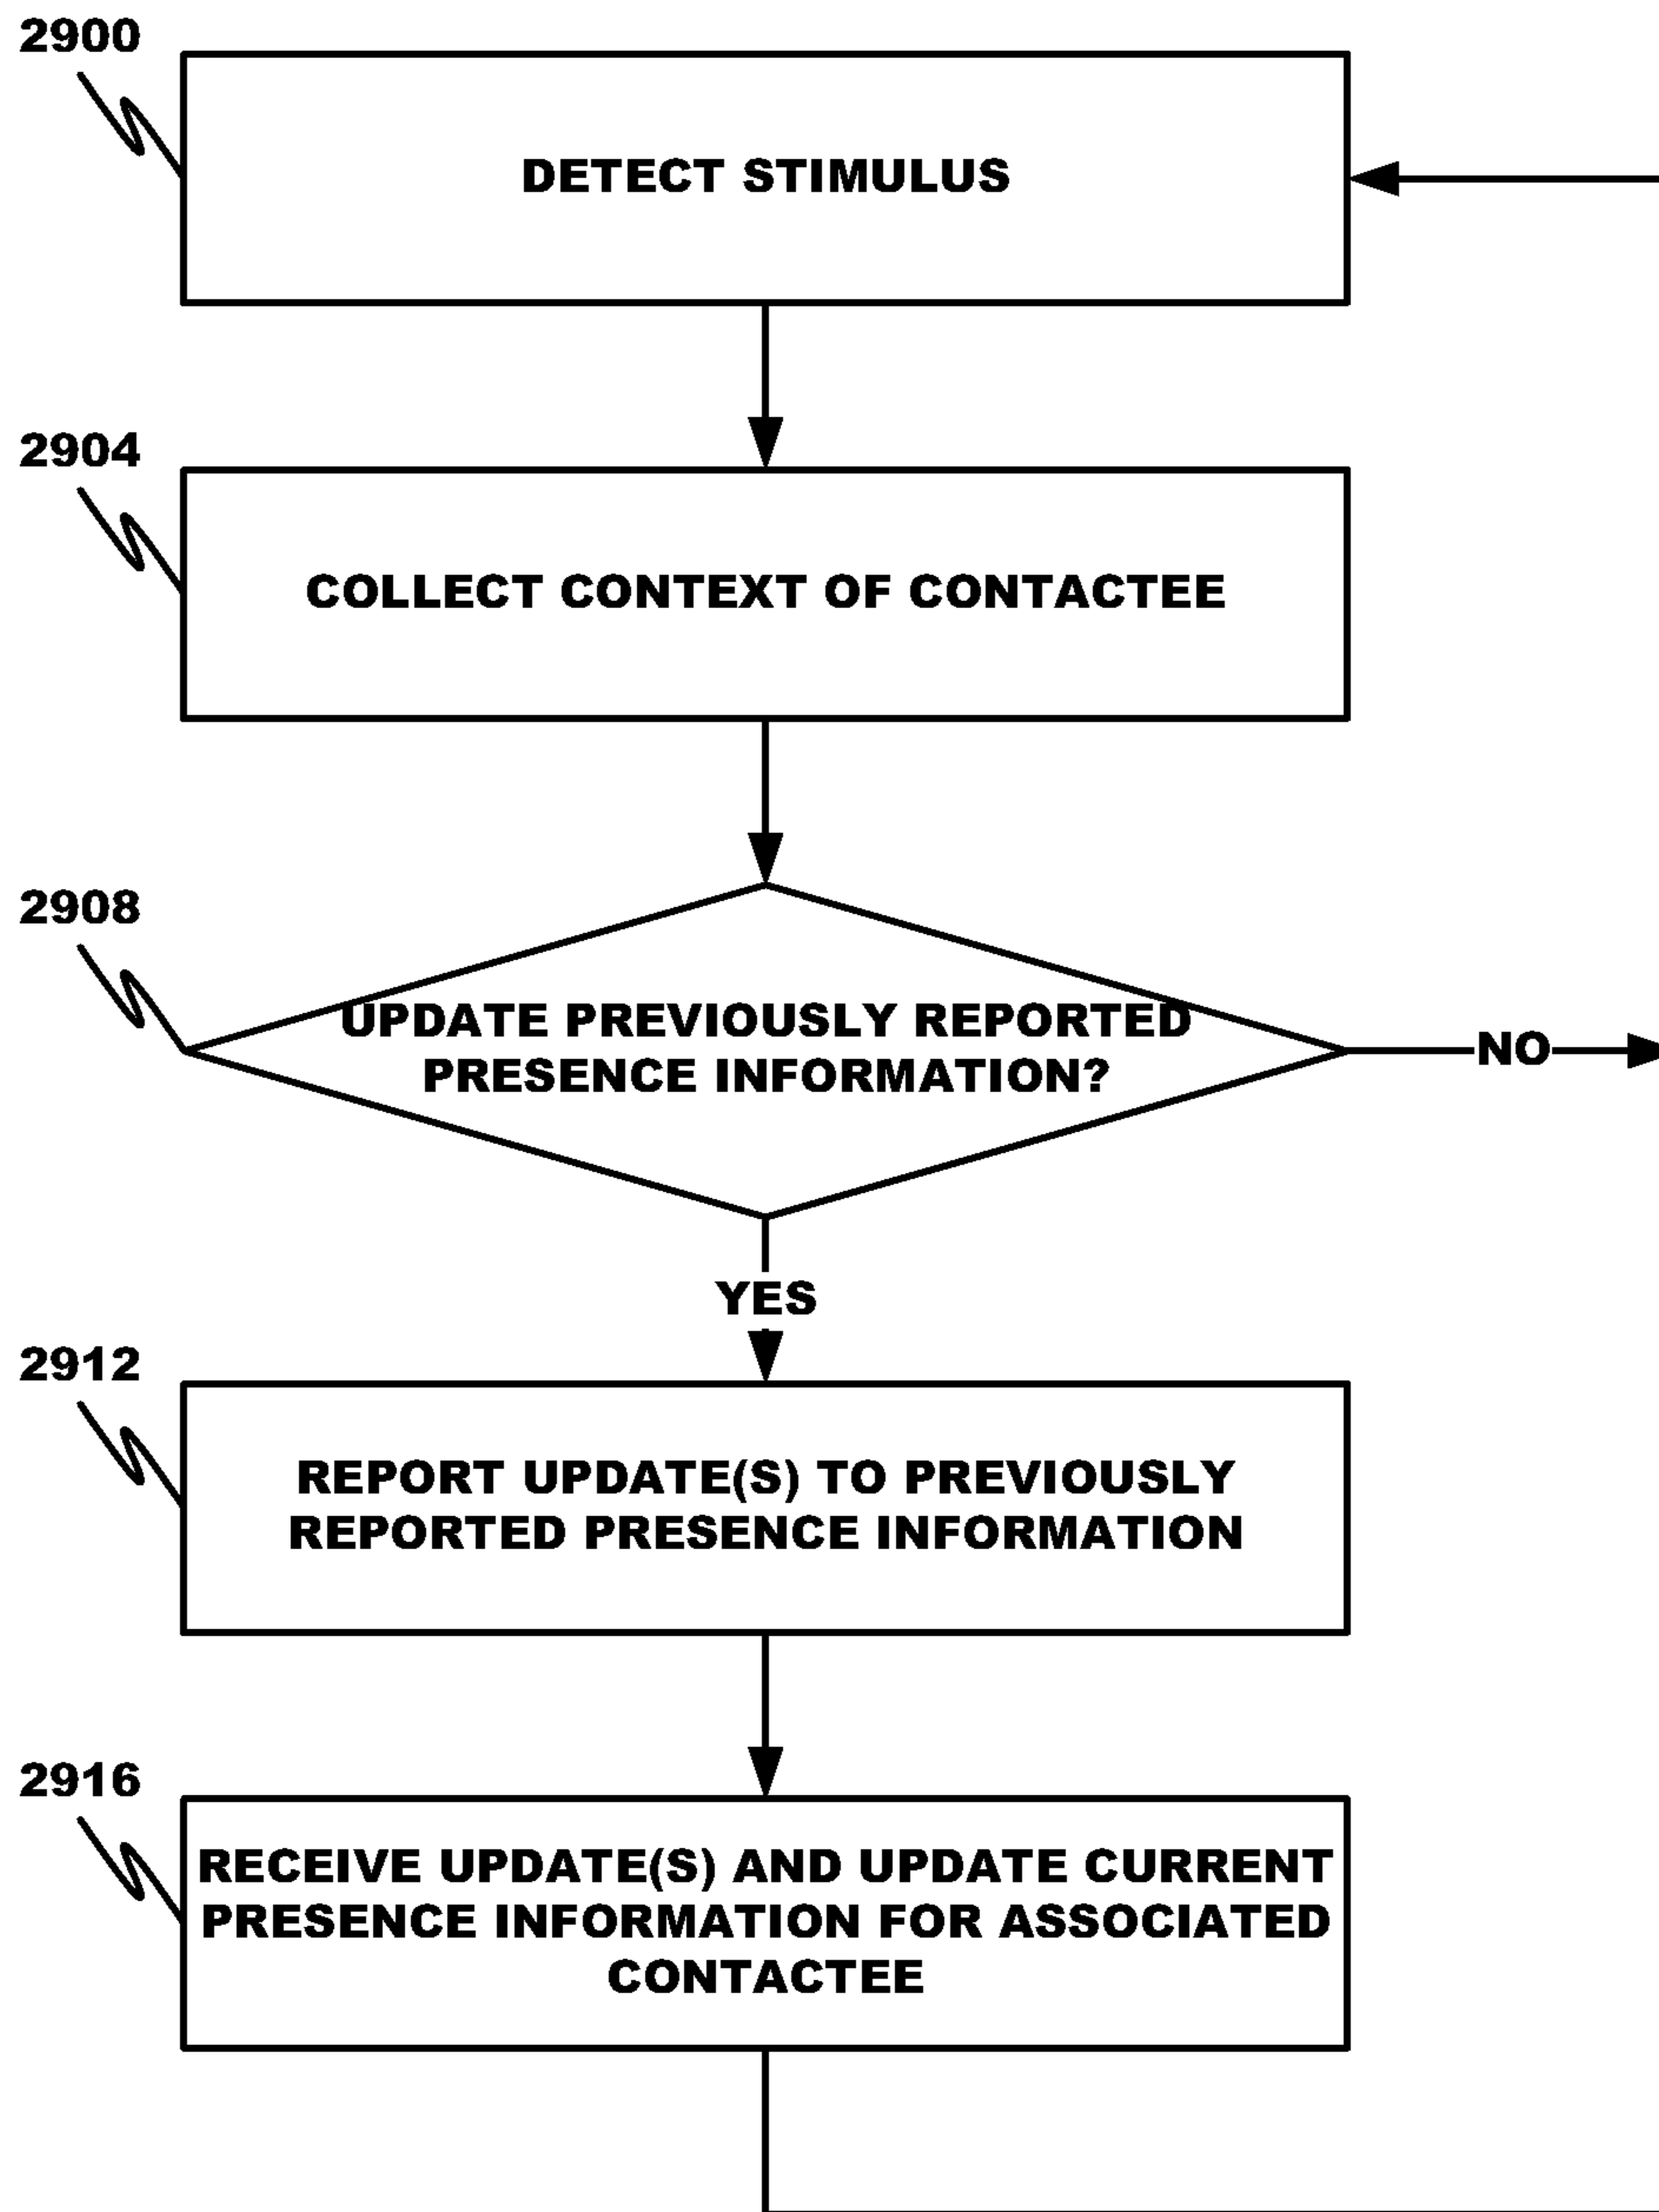 2900
DETECT STIMULUS
2904
COLLECT CONTEXT OF CONTACTEE
2908
UPDATE PREVIOUSLY REPORTED
PRESENCE INFORMATION?
NO
YES
2912
REPORT UPDATE(S) TO PREVIOUSLY
REPORTED PRESENCE INFORMATION
2916
RECEIVE UPDATE(S) AND UPDATE CURRENT
PRESENCE INFORMATION FOR ASSOCIATED
CONTACTEE